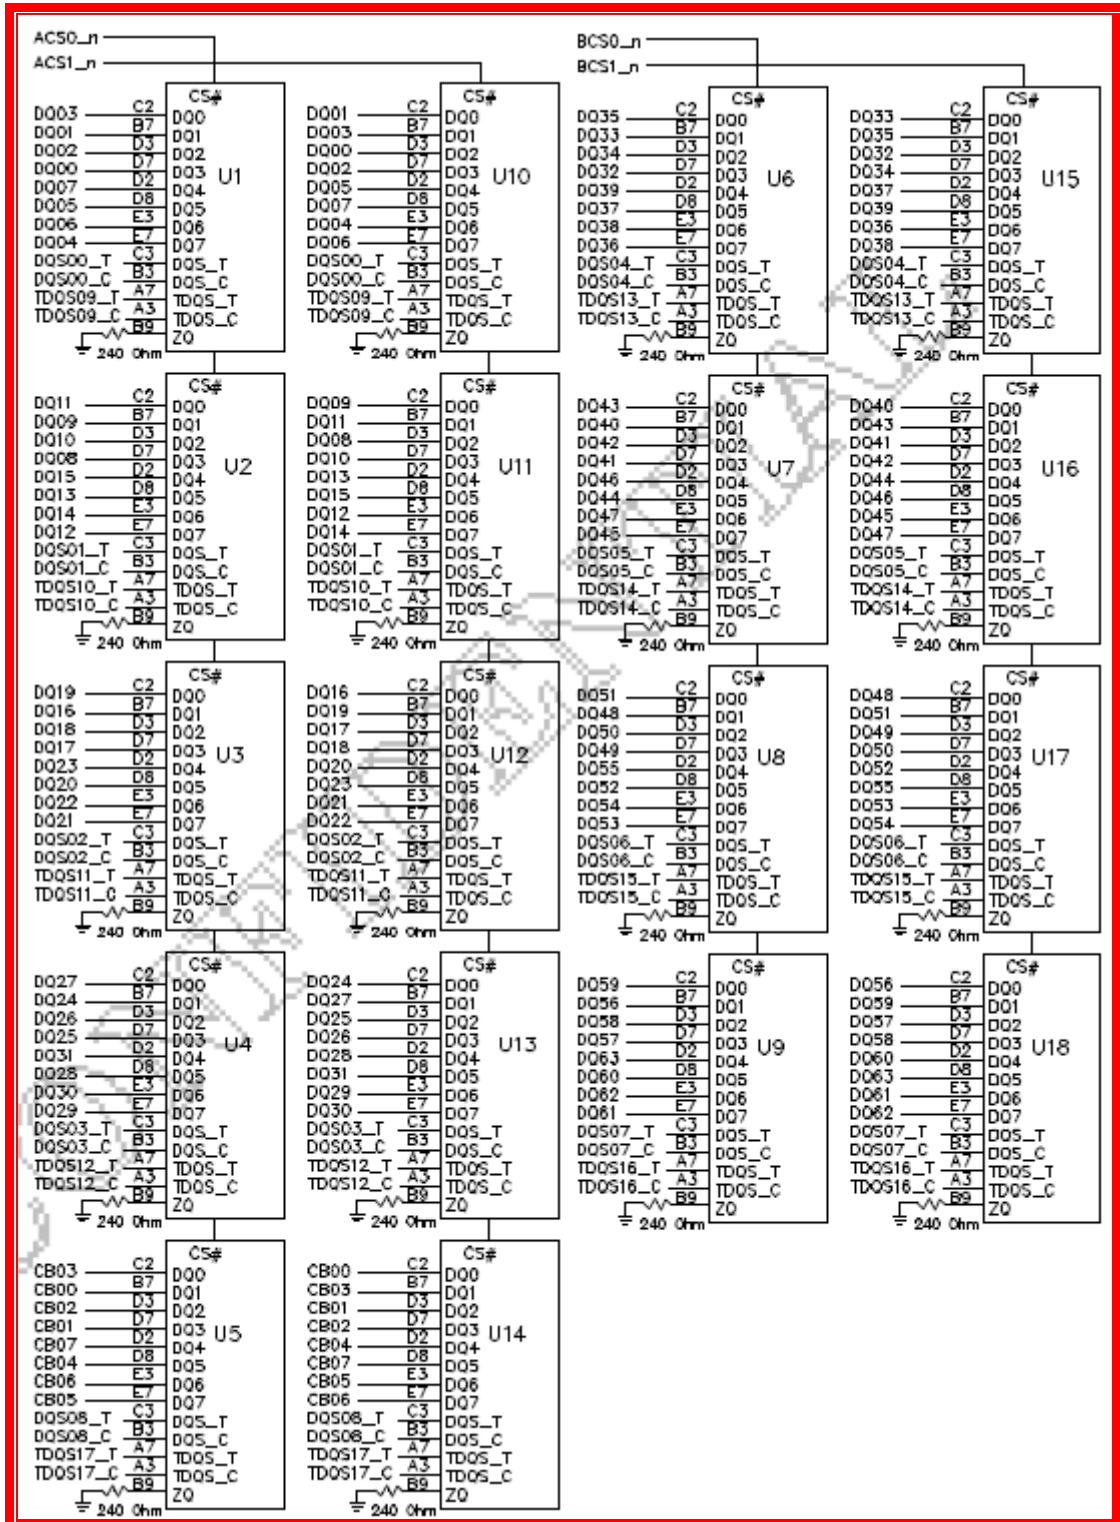 ACS0_n
ACS1_n
BCS0_n
BCS1_n
CS#
DQ03 C2 DQ0
DQ01 B7 DQ1
DQ02 D3 DQ2
DQ00 D7 DQ3 U1
DQ07 D2 DQ4
DQ05 D8 DQ5
DQ06 E3 DQ6
DQ04 E7 DQ7
DQS00_T C3 DQS_T
DQS00_C B3 DQS_C
TDQS09_T A7 TDQS_T
TDQS09_C A3 TDQS_C
B9 ZQ
240 Ohm
CS#
DQ01 C2 DQ0
DQ03 B7 DQ1
DQ00 D3 DQ2
DQ02 D7 DQ3 U10
DQ05 D2 DQ4
DQ07 D8 DQ5
DQ04 E3 DQ6
DQ06 E7 DQ7
DQS00_T C3 DQS_T
DQS00_C B3 DQS_C
TDQS09_T A7 TDQS_T
TDQS09_C A3 TDQS_C
B9 ZQ
240 Ohm
CS#
DQ35 C2 DQ0
DQ33 B7 DQ1
DQ34 D3 DQ2
DQ32 D7 DQ3 U6
DQ39 D2 DQ4
DQ37 D8 DQ5
DQ38 E3 DQ6
DQ36 E7 DQ7
DQS04_T C3 DQS_T
DQS04_C B3 DQS_C
TDQS13_T A7 TDQS_T
TDQS13_C A3 TDQS_C
B9 ZQ
240 Ohm
CS#
DQ33 C2 DQ0
DQ35 B7 DQ1
DQ32 D3 DQ2
DQ34 D7 DQ3 U15
DQ37 D2 DQ4
DQ39 D8 DQ5
DQ36 E3 DQ6
DQ38 E7 DQ7
DQS04_T C3 DQS_T
DQS04_C B3 DQS_C
TDQS13_T A7 TDQS_T
TDQS13_C A3 TDQS_C
B9 ZQ
240 Ohm
CS#
DQ11 C2 DQ0
DQ09 B7 DQ1
DQ10 D3 DQ2
DQ08 D7 DQ3 U2
DQ15 D2 DQ4
DQ13 D8 DQ5
DQ14 E3 DQ6
DQ12 E7 DQ7
DQS01_T C3 DQS_T
DQS01_C B3 DQS_C
TDQS10_T A7 TDQS_T
TDQS10_C A3 TDQS_C
B9 ZQ
240 Ohm
CS#
DQ09 C2 DQ0
DQ11 B7 DQ1
DQ08 D3 DQ2
DQ10 D7 DQ3 U11
DQ13 D2 DQ4
DQ15 D8 DQ5
DQ12 E3 DQ6
DQ14 E7 DQ7
DQS01_T C3 DQS_T
DQS01_C B3 DQS_C
TDQS10_T A7 TDQS_T
TDQS10_C A3 TDQS_C
B9 ZQ
240 Ohm
CS#
DQ43 C2 DQ0
DQ40 B7 DQ1
DQ42 D3 DQ2
DQ41 D7 DQ3 U7
DQ46 D2 DQ4
DQ44 D8 DQ5
DQ47 E3 DQ6
DQ45 E7 DQ7
DQS05_T C3 DQS_T
DQS05_C B3 DQS_C
TDQS14_T A7 TDQS_T
TDQS14_C A3 TDQS_C
B9 ZQ
240 Ohm
CS#
DQ40 C2 DQ0
DQ43 B7 DQ1
DQ41 D3 DQ2
DQ42 D7 DQ3 U16
DQ44 D2 DQ4
DQ46 D8 DQ5
DQ45 E3 DQ6
DQ47 E7 DQ7
DQS05_T C3 DQS_T
DQS05_C B3 DQS_C
TDQS14_T A7 TDQS_T
TDQS14_C A3 TDQS_C
B9 ZQ
240 Ohm
CS#
DQ19 C2 DQ0
DQ16 B7 DQ1
DQ18 D3 DQ2
DQ17 D7 DQ3 U3
DQ23 D2 DQ4
DQ20 D8 DQ5
DQ22 E3 DQ6
DQ21 E7 DQ7
DQS02_T C3 DQS_T
DQS02_C B3 DQS_C
TDQS11_T A7 TDQS_T
TDQS11_C A3 TDQS_C
B9 ZQ
240 Ohm
CS#
DQ16 C2 DQ0
DQ19 B7 DQ1
DQ17 D3 DQ2
DQ18 D7 DQ3 U12
DQ20 D2 DQ4
DQ23 D8 DQ5
DQ21 E3 DQ6
DQ22 E7 DQ7
DQS02_T C3 DQS_T
DQS02_C B3 DQS_C
TDQS11_T A7 TDQS_T
TDQS11_C A3 TDQS_C
B9 ZQ
240 Ohm
CS#
DQ51 C2 DQ0
DQ48 B7 DQ1
DQ50 D3 DQ2
DQ49 D7 DQ3 U8
DQ55 D2 DQ4
DQ52 D8 DQ5
DQ54 E3 DQ6
DQ53 E7 DQ7
DQS06_T C3 DQS_T
DQS06_C B3 DQS_C
TDQS15_T A7 TDQS_T
TDQS15_C A3 TDQS_C
B9 ZQ
240 Ohm
CS#
DQ48 C2 DQ0
DQ51 B7 DQ1
DQ49 D3 DQ2
DQ50 D7 DQ3 U17
DQ52 D2 DQ4
DQ55 D8 DQ5
DQ53 E3 DQ6
DQ54 E7 DQ7
DQS06_T C3 DQS_T
DQS06_C B3 DQS_C
TDQS15_T A7 TDQS_T
TDQS15_C A3 TDQS_C
B9 ZQ
240 Ohm
CS#
DQ27 C2 DQ0
DQ24 B7 DQ1
DQ26 D3 DQ2
DQ25 D7 DQ3 U4
DQ31 D2 DQ4
DQ28 D8 DQ5
DQ30 E3 DQ6
DQ29 E7 DQ7
DQS03_T C3 DQS_T
DQS03_C B3 DQS_C
TDQS12_T A7 TDQS_T
TDQS12_C A3 TDQS_C
B9 ZQ
240 Ohm
CS#
DQ24 C2 DQ0
DQ27 B7 DQ1
DQ25 D3 DQ2
DQ26 D7 DQ3 U13
DQ28 D2 DQ4
DQ31 D8 DQ5
DQ29 E3 DQ6
DQ30 E7 DQ7
DQS03_T C3 DQS_T
DQS03_C B3 DQS_C
TDQS12_T A7 TDQS_T
TDQS12_C A3 TDQS_C
B9 ZQ
240 Ohm
CS#
DQ59 C2 DQ0
DQ56 B7 DQ1
DQ58 D3 DQ2
DQ57 D7 DQ3 U9
DQ63 D2 DQ4
DQ60 D8 DQ5
DQ62 E3 DQ6
DQ61 E7 DQ7
DQS07_T C3 DQS_T
DQS07_C B3 DQS_C
TDQS16_T A7 TDQS_T
TDQS16_C A3 TDQS_C
B9 ZQ
240 Ohm
CS#
DQ56 C2 DQ0
DQ59 B7 DQ1
DQ57 D3 DQ2
DQ58 D7 DQ3 U18
DQ60 D2 DQ4
DQ63 D8 DQ5
DQ61 E3 DQ6
DQ62 E7 DQ7
DQS07_T C3 DQS_T
DQS07_C B3 DQS_C
TDQS16_T A7 TDQS_T
TDQS16_C A3 TDQS_C
B9 ZQ
240 Ohm
CS#
CB03 C2 DQ0
CB00 B7 DQ1
CB02 D3 DQ2
CB01 D7 DQ3 U5
CB07 D2 DQ4
CB04 D8 DQ5
CB06 E3 DQ6
CB05 E7 DQ7
DQS08_T C3 DQS_T
DQS08_C B3 DQS_C
TDQS17_T A7 TDQS_T
TDQS17_C A3 TDQS_C
B9 ZQ
240 Ohm
CS#
CB00 C2 DQ0
CB03 B7 DQ1
CB01 D3 DQ2
CB02 D7 DQ3 U14
CB04 D2 DQ4
CB07 D8 DQ5
CB05 E3 DQ6
CB06 E7 DQ7
DQS08_T C3 DQS_T
DQS08_C B3 DQS_C
TDQS17_T A7 TDQS_T
TDQS17_C A3 TDQS_C
B9 ZQ
240 Ohm
CONFIDENTIAL